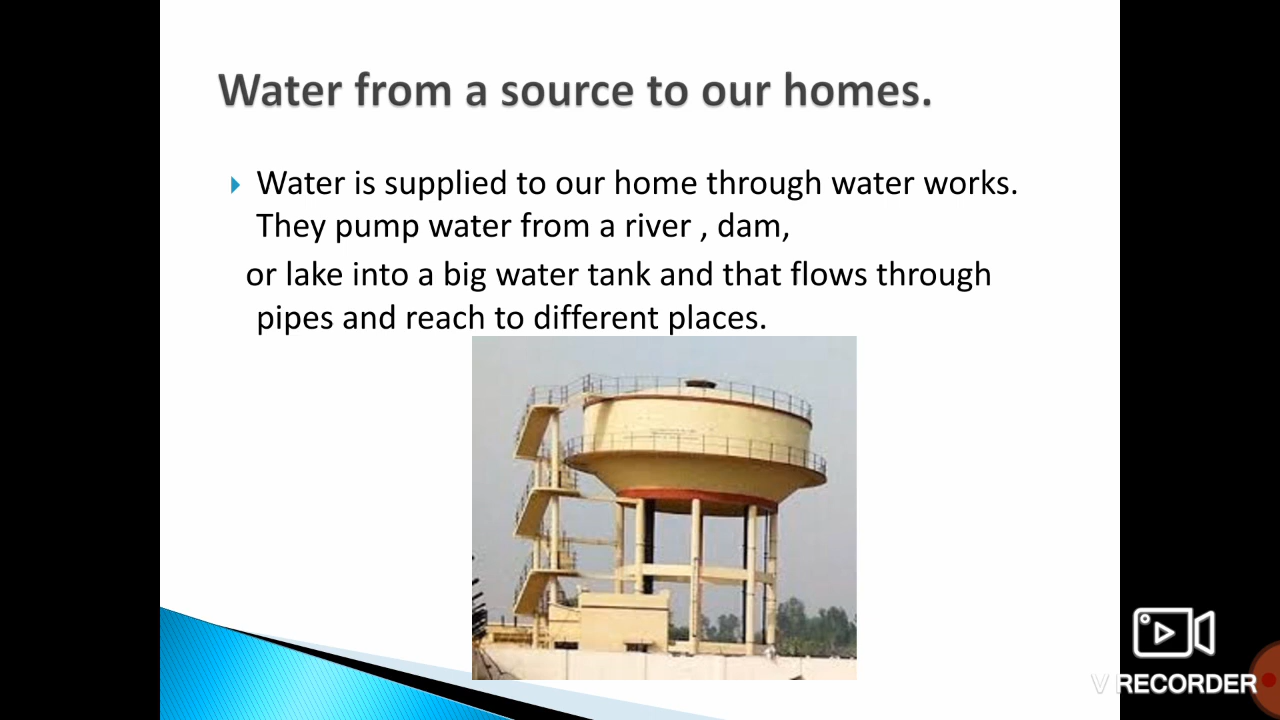 Water from a source to our homes.
Water is supplied to our home through water works.
They pump water from a river , dam,
or lake into a big water tank and that flows through
pipes and reach to different places.
V RECORDER